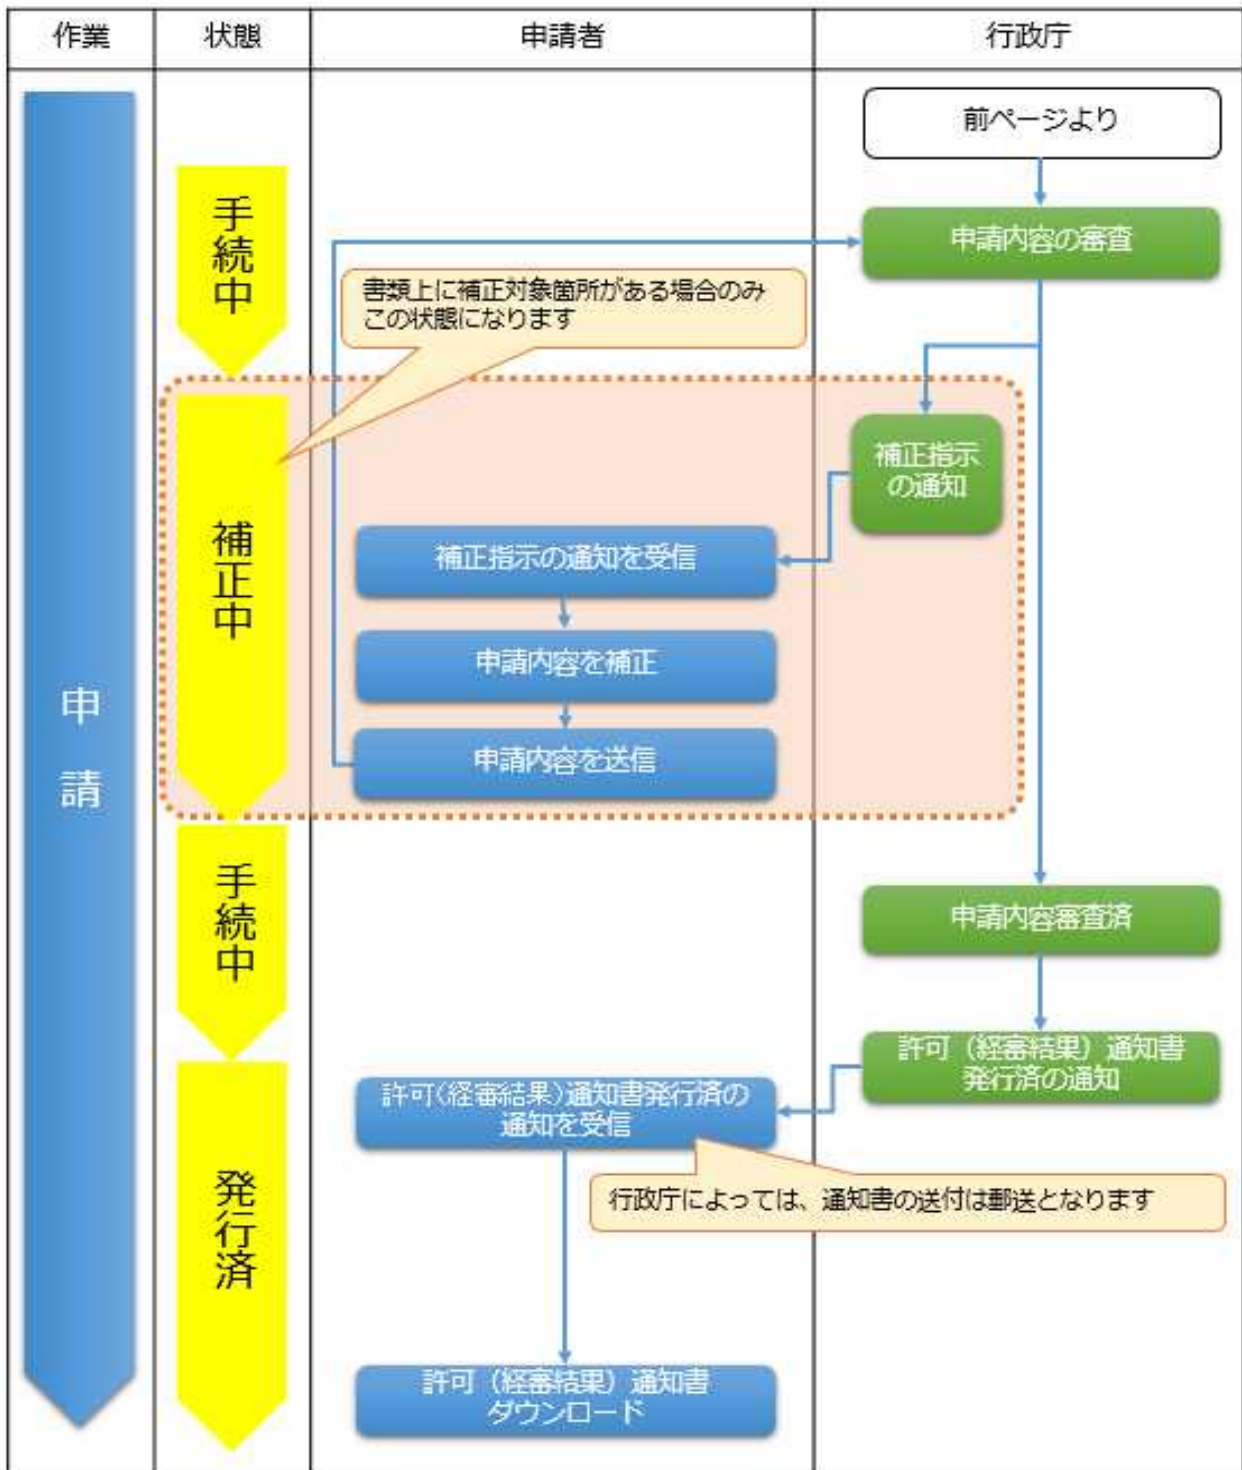 作業
状態
申請者
行政庁
前ページより
手続中
申請内容の審査
書類上に補正対象箇所がある場合のみ
この状態になります
補正中
補正指示
の通知
補正指示の通知を受信
申請内容を補正
申請内容を送信
申請
手続中
申請内容審査済
許可（経審結果）通知書
発行済の通知
発行済
許可(経審結果)通知書発行済の
通知を受信
行政庁によっては、通知書の送付は郵送となります
許可（経審結果）通知書
ダウンロード